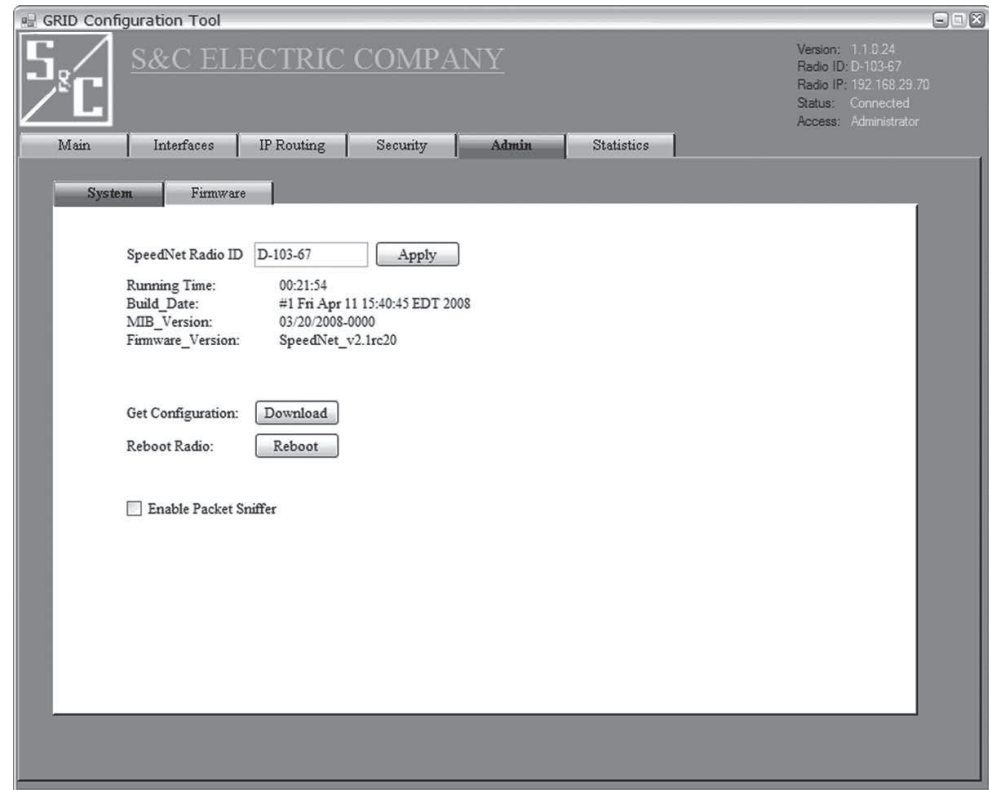 GRID Configuration Tool
S&C
S&C ELECTRIC COMPANY
Version: 1.1.0.24
Radio ID: D-103-67
Radio IP: 192.168.29.70
Status: Connected
Access: Administrator
Main Interfaces IP Routing Security Admin Statistics
System Firmware
SpeedNet Radio ID D-103-67 Apply
Running Time: 00:21:54
Build_Date: #1 Fri Apr 11 15:40:45 EDT 2008
MIB_Version: 03/20/2008-0000
Firmware_Version: SpeedNet_v2.1rc20
Get Configuration: Download
Reboot Radio: Reboot
Enable Packet Sniffer